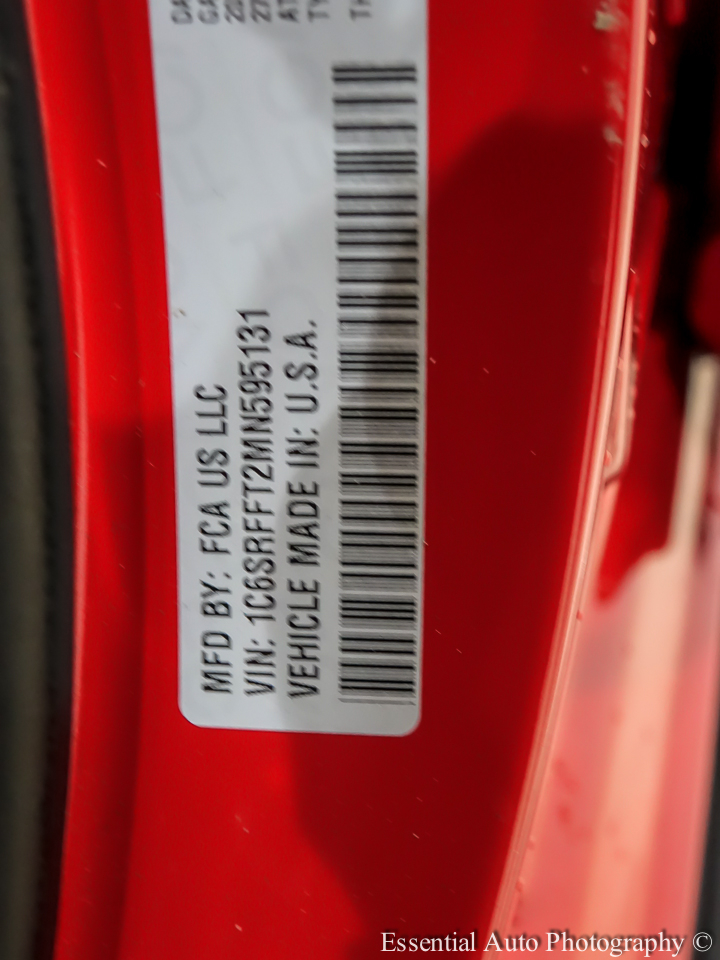 MFD BY: FCA US LLC
VIN: 1C6SRFFT2MN595131
VEHICLE MADE IN: U.S.A.
Essential Auto Photography ©